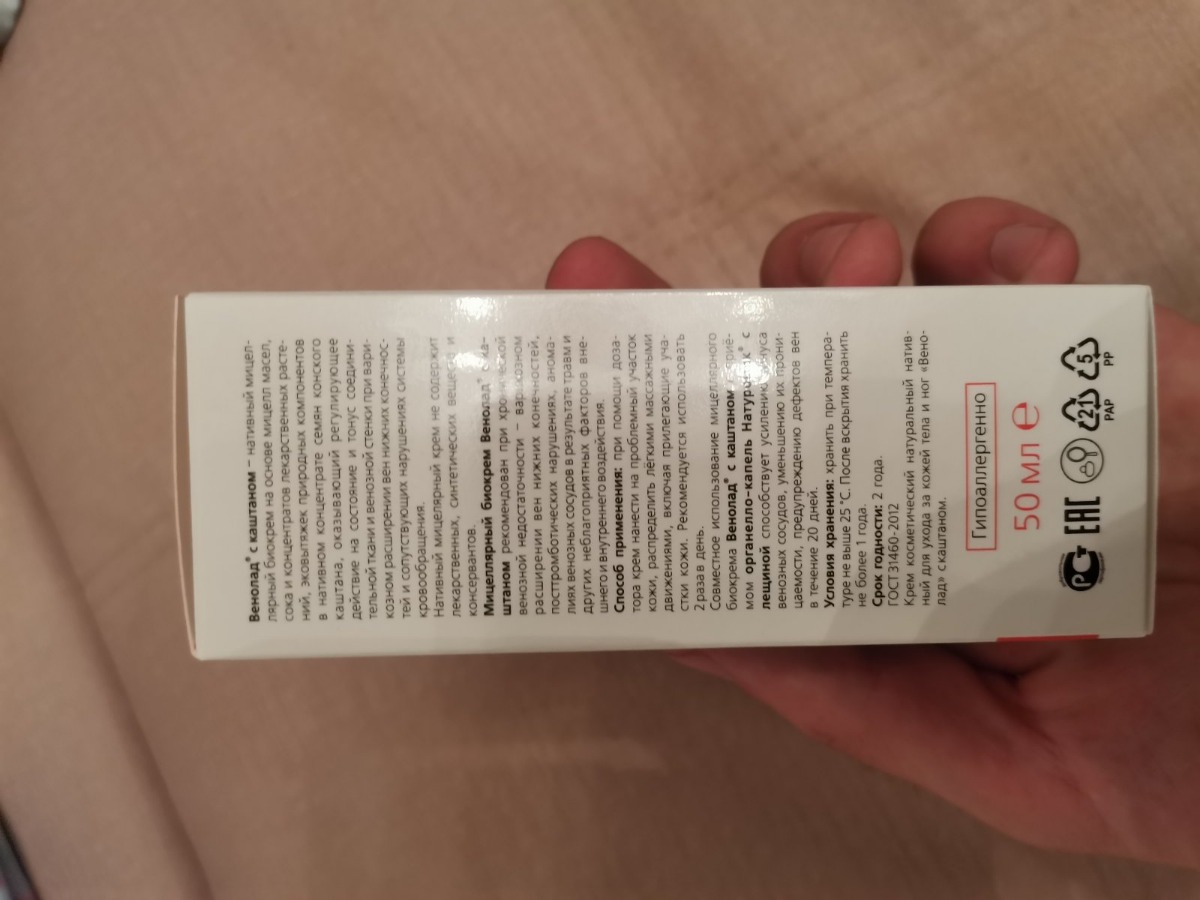 Венолад® с каштаном – нативный мицел-
лярный биокрем на основе мицелл масел,
сока и концентратов лекарственных расте-
ний, эковытяжек природных компонентов
в нативном концентрате семян конского
каштана, оказывающий регулирующее
действие на состояние и тонус соедини-
тельной ткани и венозной стенки при вари-
козном расширении вен нижних конечнос-
тей и сопутствующих нарушениях системы
кровообращения.
Нативный мицелярный крем не содержит
лекарственных, синтетических веществ и
консервантов.
Мицеллярный биокрем Венолад® с ка-
штаном рекомендован при хронической
венозной недостаточности – варикозном
расширении вен нижних конечностей,
посттромботических нарушениях, анома-
лиях венозных сосудов в результате травм и
других неблагоприятных факторов вне-
шнего и внутреннего воздействия.
Способ применения: при помощи доза-
тора крем нанести на проблемный участок
кожи, распределить лёгкими массажными
движениями, включая прилегающие уча-
стки кожи. Рекомендуется использовать
2 раза в день.
Совместное использование мицеллерного
биокрема Венолад® с каштаном с приё-
мом органелло-капель Натуро с
лещиной способствует усилению тонуса
венозных сосудов, уменьшению их прони-
цаемости, предупреждению дефектов вен
в течение 20 дней.
Условия хранения: хранить при темпера-
туре не выше 25 °С. После вскрытия хранить
не более 1 года.
Срок годности: 2 года.
ГОСТ 31460-2012
Крем косметический натуральный натив-
ный для ухода за кожей тела и ног «Вено-
лад» с каштаном.
Гипоаллергенно
50 мл e
РСТ EAC 21 PAP 5 PP